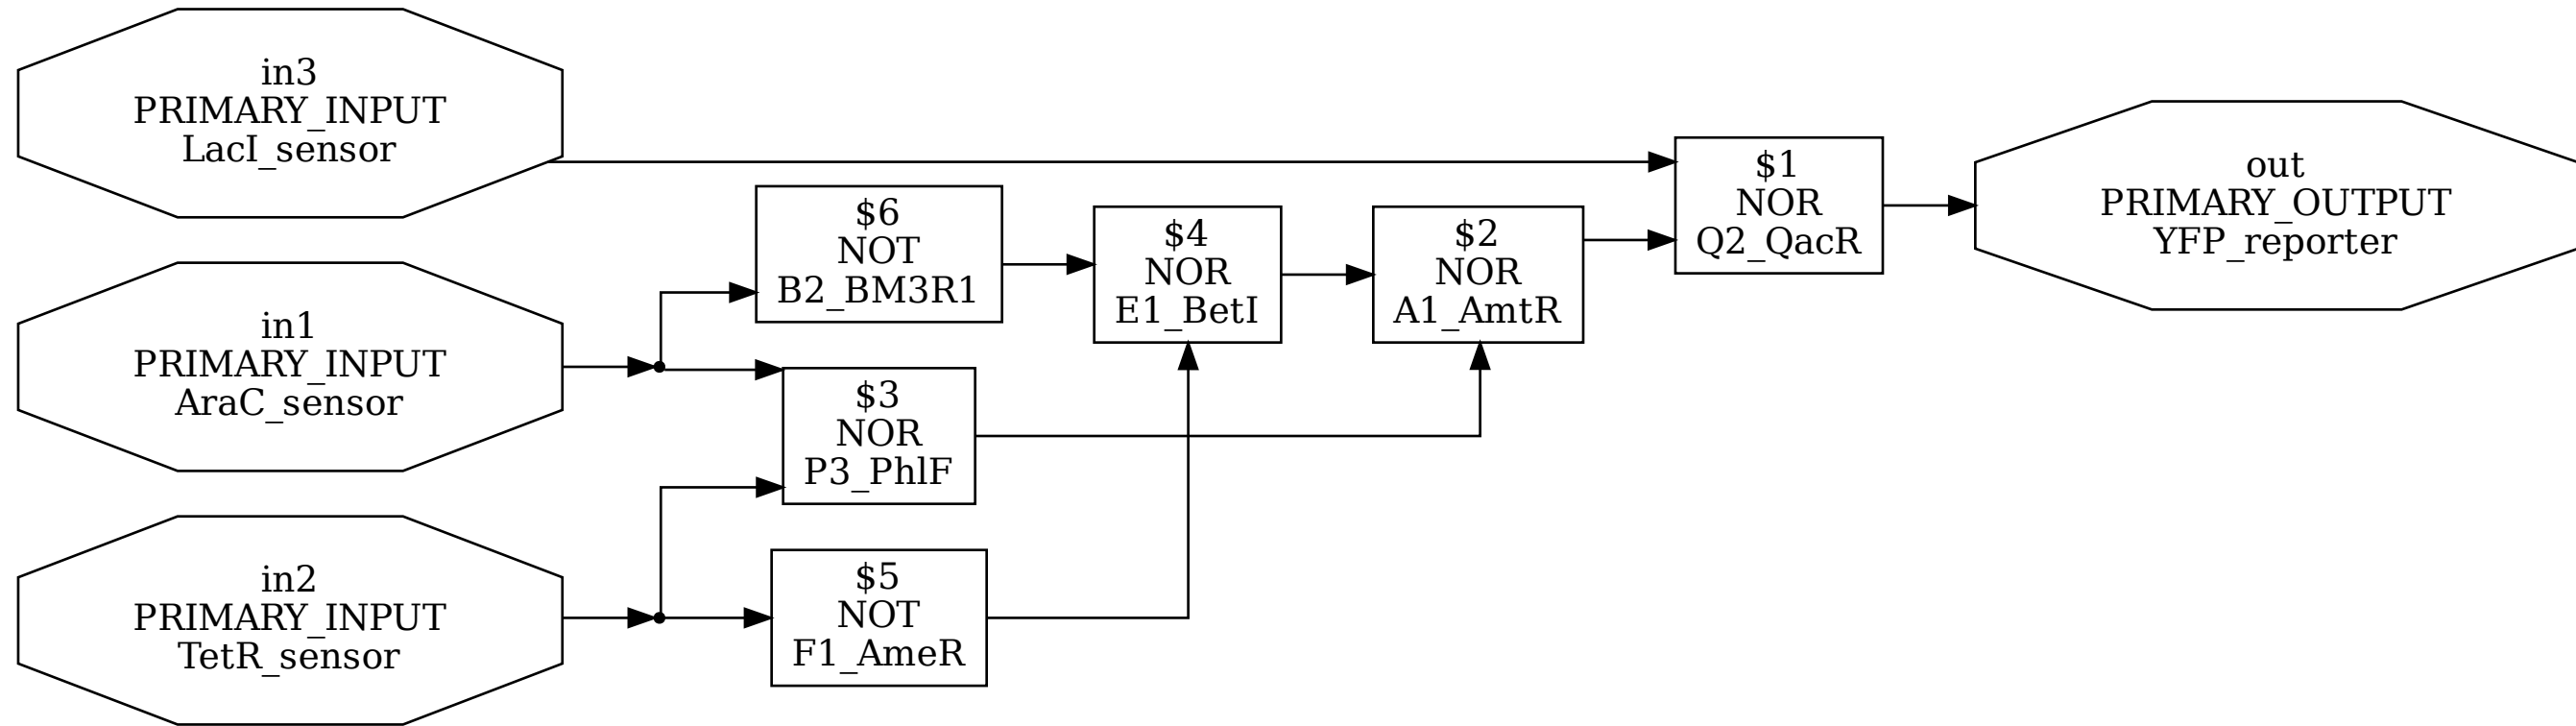 in3
PRIMARY_INPUT
LacI_sensor
in1
PRIMARY_INPUT
AraC_sensor
in2
PRIMARY_INPUT
TetR_sensor
$6
NOT
B2_BM3R1
$3
NOR
P3_PhlF
$5
NOT
F1_AmeR
$4
NOR
E1_BetI
$2
NOR
A1_AmtR
$1
NOR
Q2_QacR
out
PRIMARY_OUTPUT
YFP_reporter